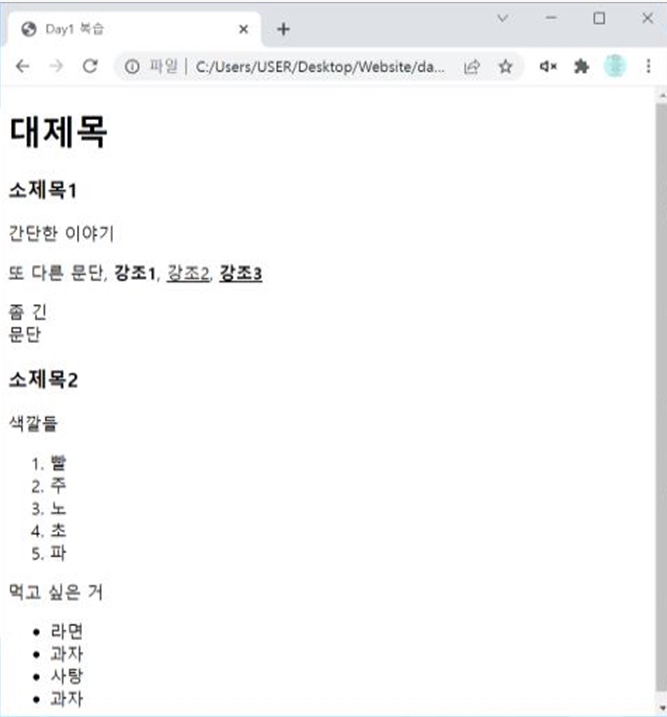 Day1 복습
파일 | C:/Users/USER/Desktop/Website/da...
대제목
소제목1
간단한 이야기
또 다른 문단, 강조1, 강조2, 강조3
좀 긴
문단
소제목2
색깔들
1. 빨
2. 주
3. 노
4. 초
5. 파
먹고 싶은 거
• 라면
• 과자
• 사탕
• 과자